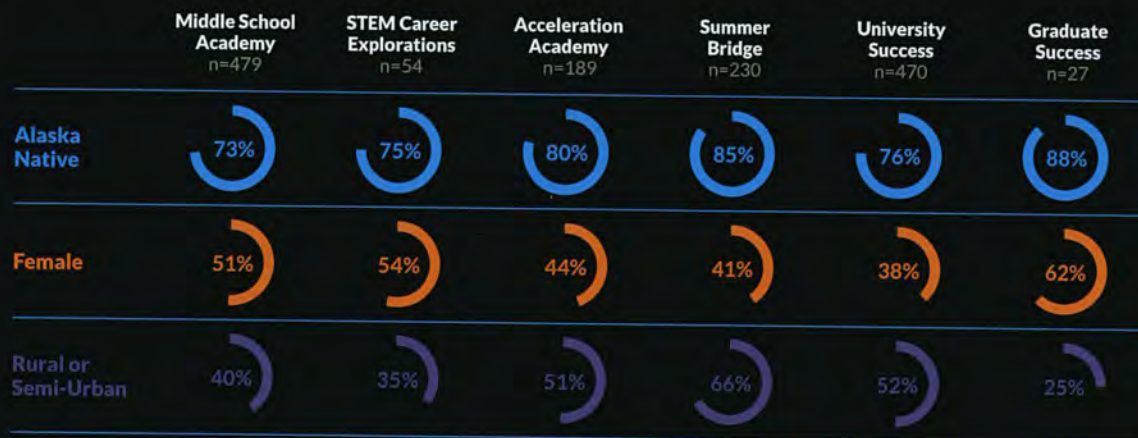 Middle School
Academy
n=479
STEM Career
Explorations
n=54
Acceleration
Academy
n=189
Summer
Bridge
n=230
University
Success
n=470
Graduate
Success
n=27
Alaska
Native
73%
75%
80%
85%
76%
88%
Female
51%
54%
44%
41%
38%
62%
Rural or
Semi-Urban
40%
35%
51%
66%
52%
25%